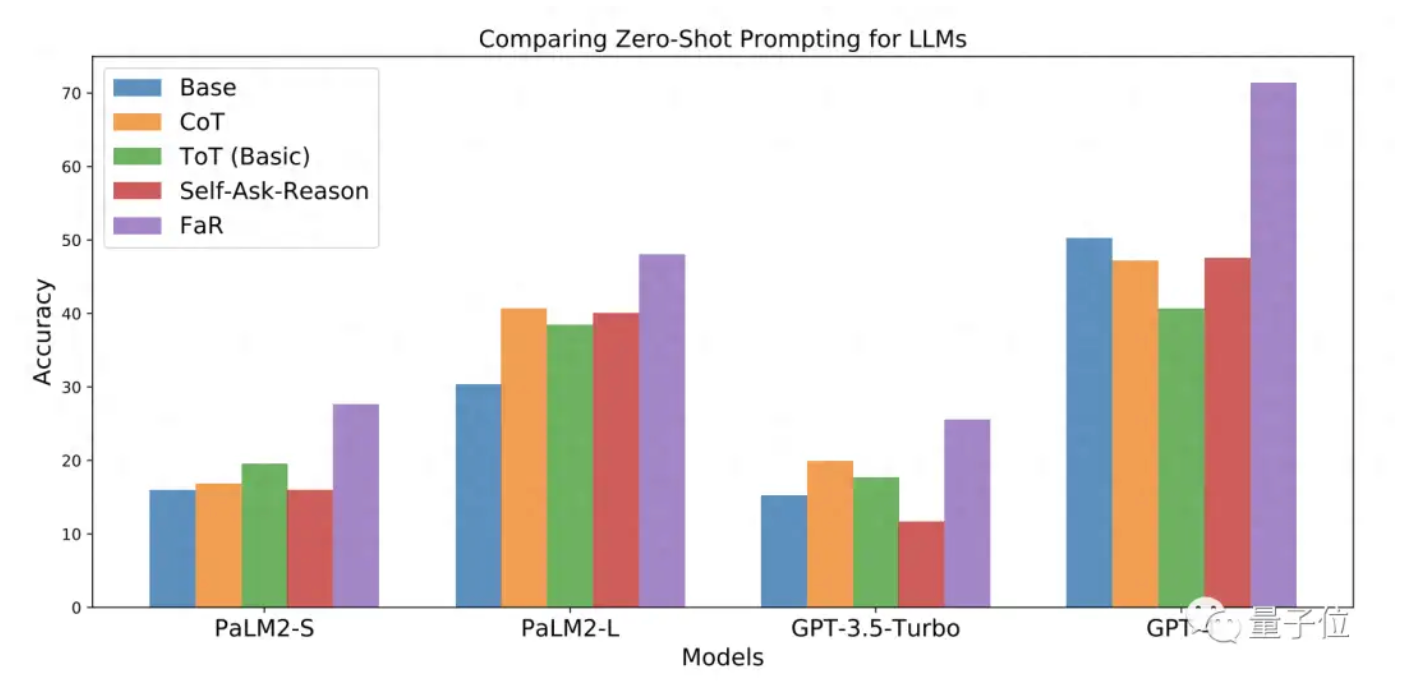 Comparing Zero-Shot Prompting for LLMs
Base
CoT
ToT (Basic)
Self-Ask-Reason
FaR
Accuracy
70
60
50
40
30
20
10
0
PaLM2-S
PaLM2-L
GPT-3.5-Turbo
GPT-
量子位
Models